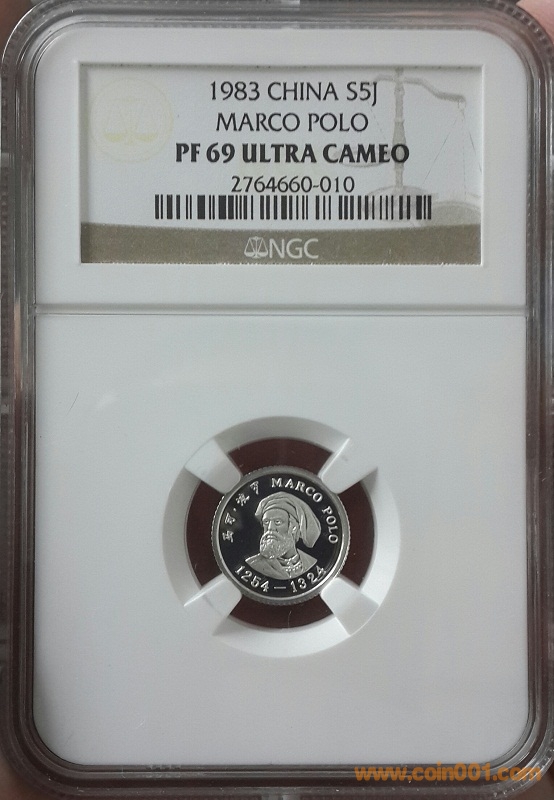 1983 CHINA S5J
MARCO POLO
PF 69 ULTRA CAMEO
2764660-010
NGC
马可·波罗 MARCO POLO
1254-1324
www.coin001.com